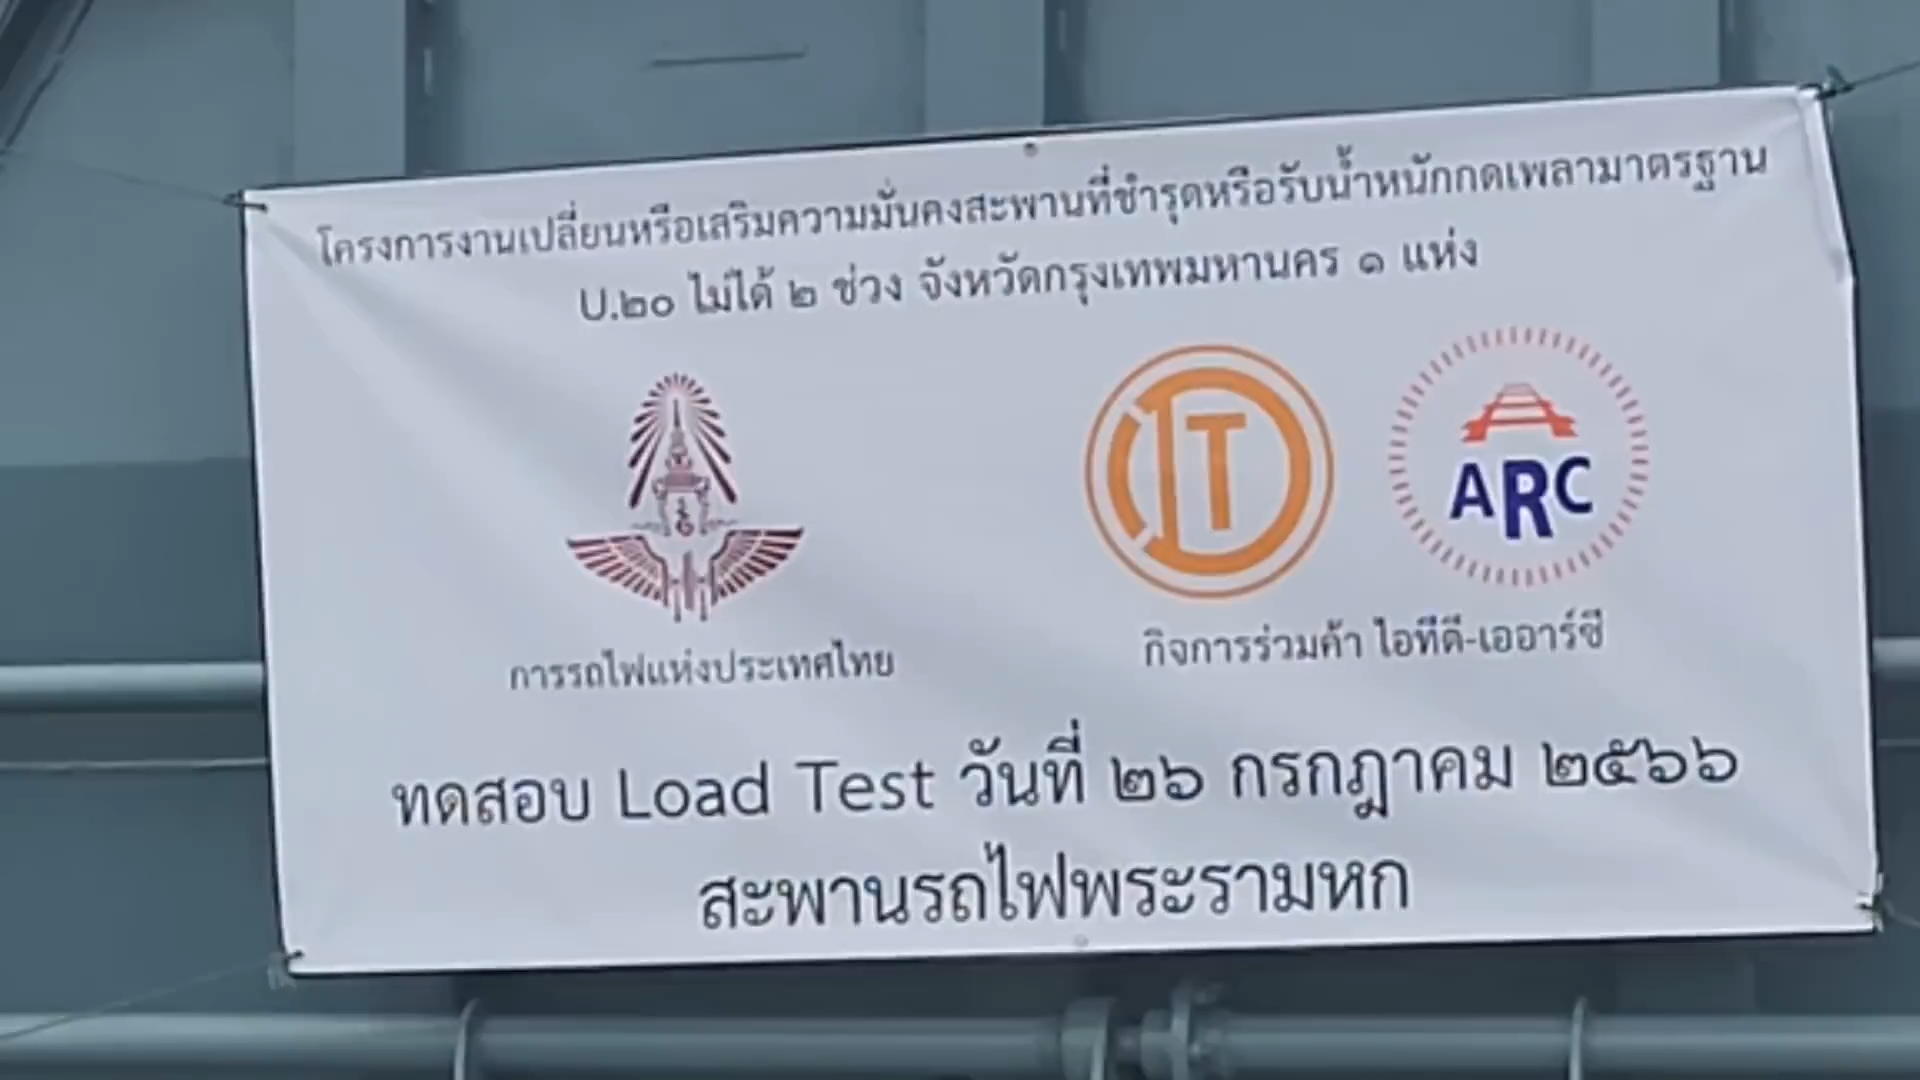 โครงการงานเปลี่ยนหรือเสริมความมั่นคงสะพานที่ชำรุดหรือรับน้ำหนักกดเพลามาตรฐาน
U.๒๐ ไม่ได้ ๒ ช่วง จังหวัดกรุงเทพมหานคร ๑ แห่ง
IT
ARC
การรถไฟแห่งประเทศไทย
กิจการร่วมค้า ไอทีดี-เออาร์ซี
ทดสอบ Load Test วันที่ ๒๖ กรกฎาคม ๒๕๖๖
สะพานรถไฟพระรามหก